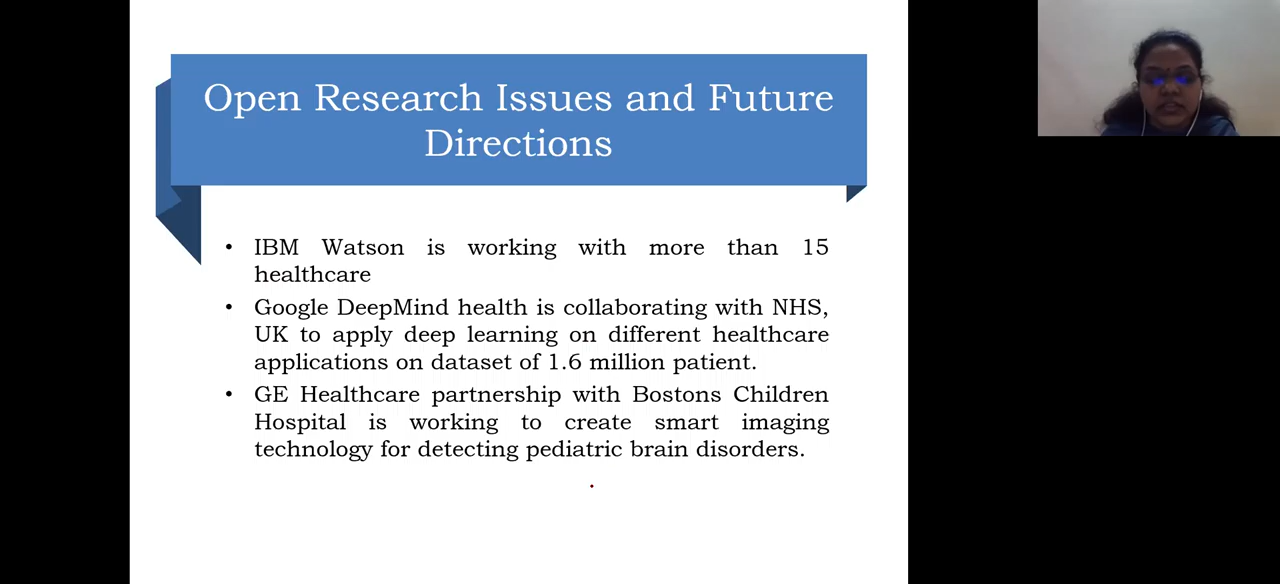 Open Research Issues and Future
Directions
• IBM Watson is working with more than 15
healthcare
• Google DeepMind health is collaborating with NHS,
UK to apply deep learning on different healthcare
applications on dataset of 1.6 million patient.
• GE Healthcare partnership with Bostons Children
Hospital is working to create smart imaging
technology for detecting pediatric brain disorders.